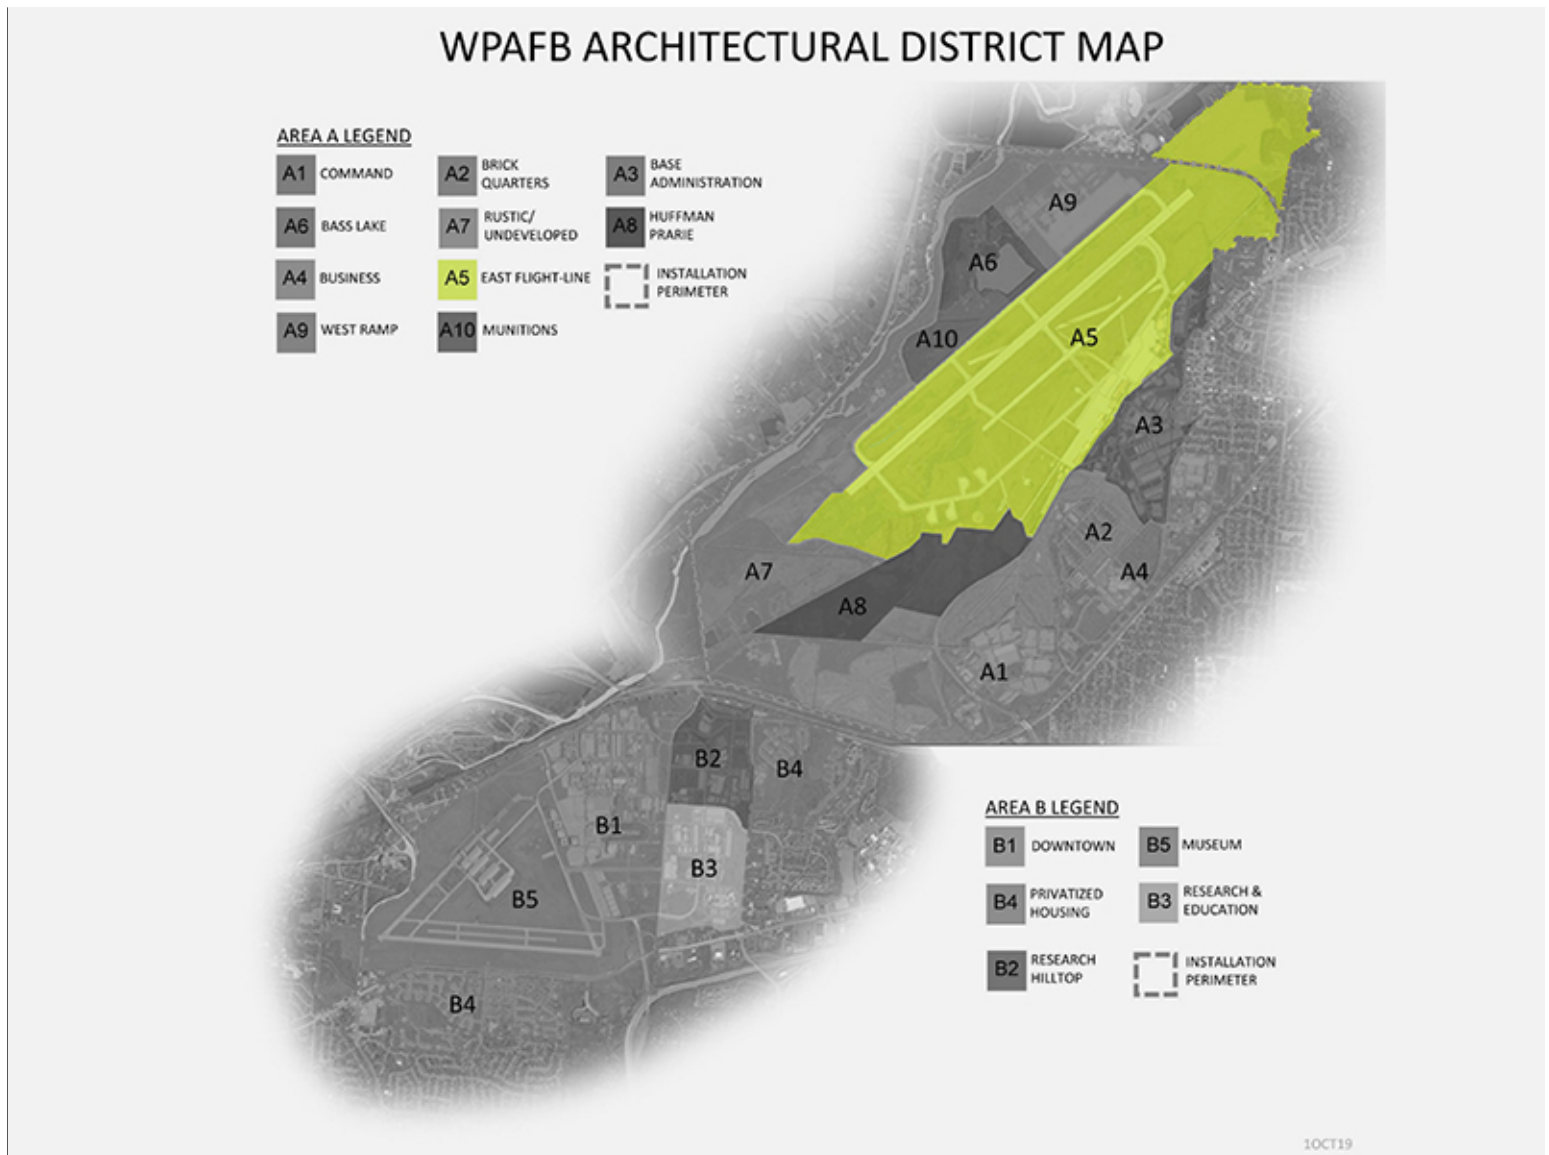 WPAFB ARCHITECTURAL DISTRICT MAP
AREA A LEGEND
A1 COMMAND
A2 BRICK
QUARTERS
A3 BASE
ADMINISTRATION
A6 BASS LAKE
A7 RUSTIC/
UNDEVELOPED
A8 HUFFMAN
PRARIE
A4 BUSINESS
A5 EAST FLIGHT-LINE
INSTALLATION
PERIMETER
A9 WEST RAMP
A10 MUNITIONS
A9
A6
A10
A5
A3
A2
A7
A4
A8
A1
B2
B4
B1
B3
B5
B4
AREA B LEGEND
B1 DOWNTOWN
B5 MUSEUM
B4 PRIVATIZED
HOUSING
B3 RESEARCH &
EDUCATION
B2 RESEARCH
HILLTOP
INSTALLATION
PERIMETER
1OCT19